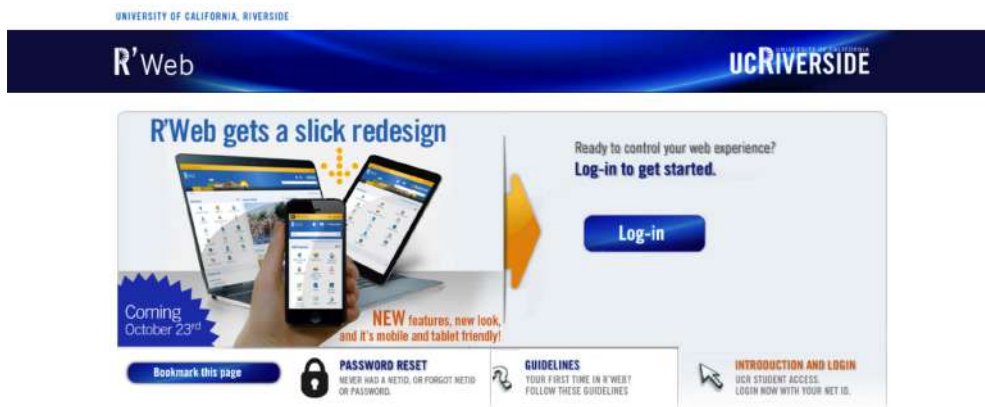 UNIVERSITY OF CALIFORNIA, RIVERSIDE
R'Web
UNIVERSITY OF CALIFORNIA
UCRIVERSIDE
R'Web gets a slick redesign
Coming
October 23rd
NEW features, new look,
and it's mobile and tablet friendly!
Ready to control your web experience?
Log-in to get started.
Log-in
Bookmark this page
PASSWORD RESET
NEVER HAD A NETID, OR FORGOT NETID
OR PASSWORD.
GUIDELINES
YOUR FIRST TIME IN R'WEB?
FOLLOW THESE GUIDELINES
INTRODUCTION AND LOGIN
UCR STUDENT ACCESS.
LOGIN NOW WITH YOUR NET ID.